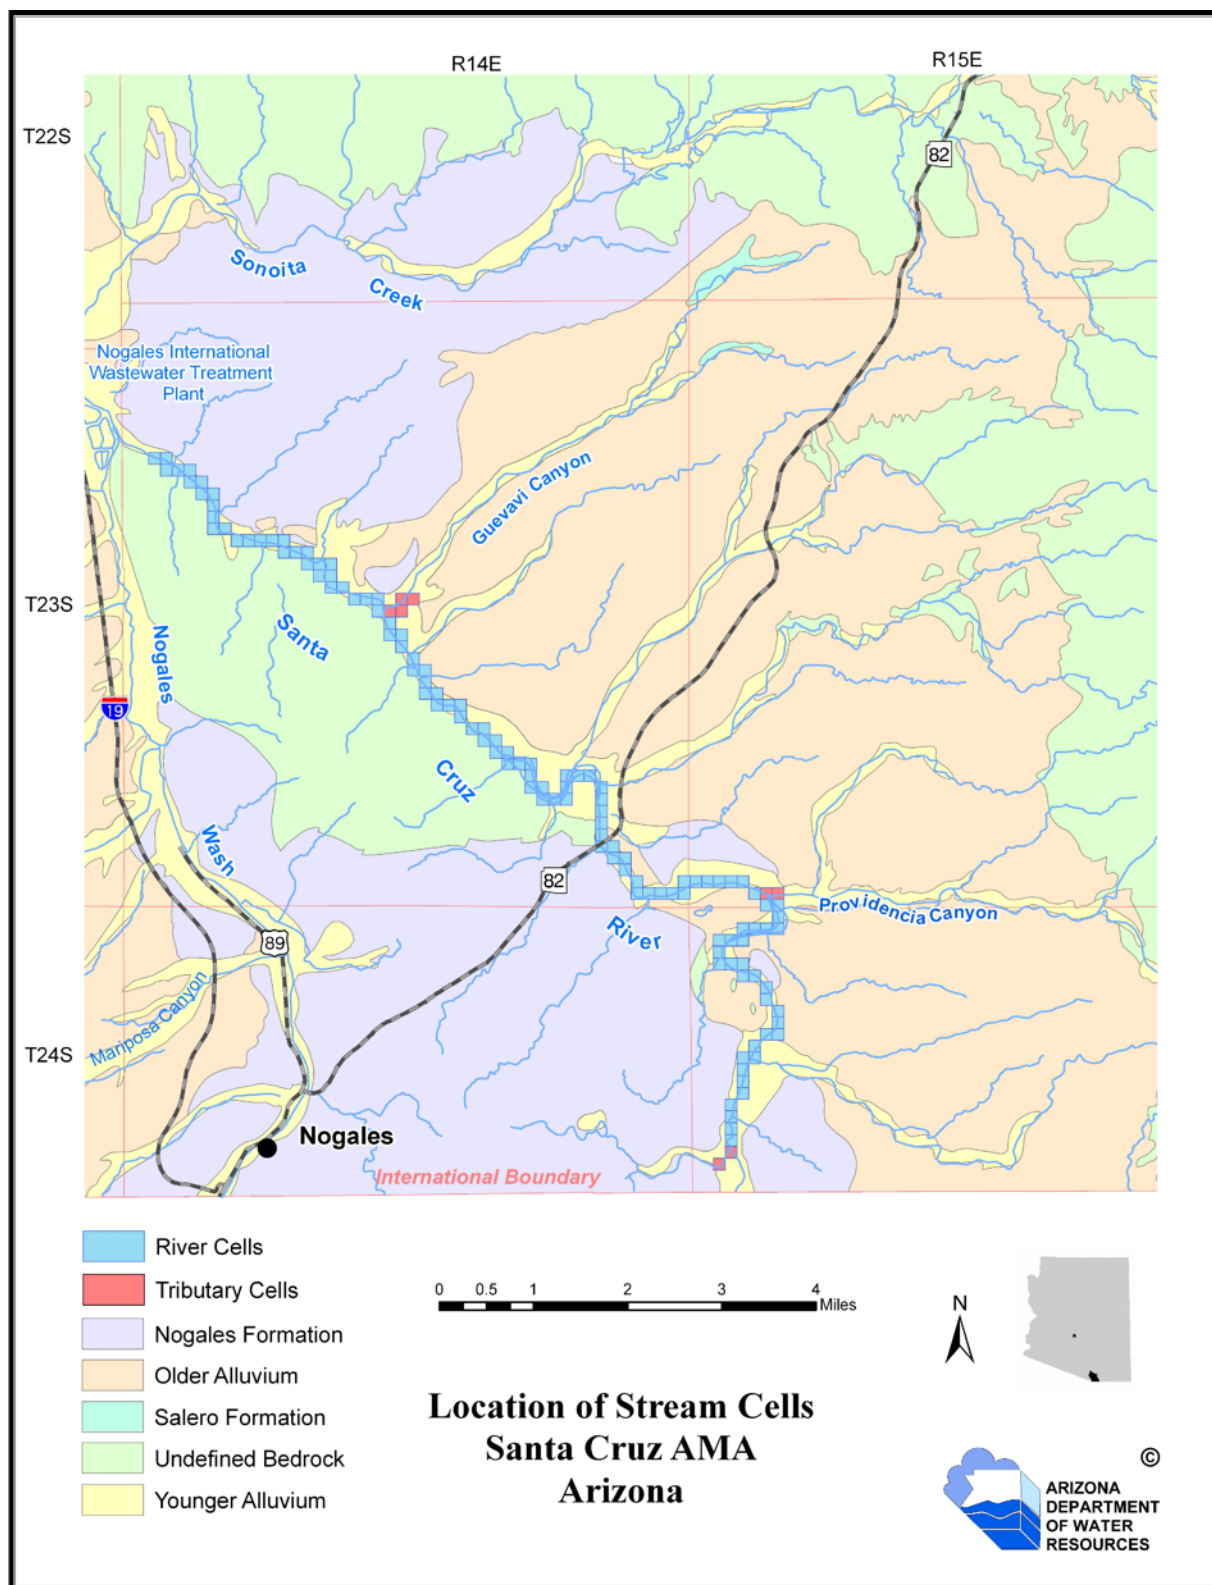 R14E
R15E
T22S
82
Sonoita
Creek
Nogales International
Wastewater Treatment
Plant
Guevavi Canyon
T23S
Santa
Nogales
19
Cruz
Wash
82
Providencia Canyon
River
89
Mariposa Canyon
T24S
Nogales
International Boundary
River Cells
Tributary Cells
Nogales Formation
Older Alluvium
Salero Formation
Undefined Bedrock
Younger Alluvium
0 0.5 1 2 3 4
Miles
N
Location of Stream Cells
Santa Cruz AMA
Arizona
©
ARIZONA
DEPARTMENT
OF WATER
RESOURCES